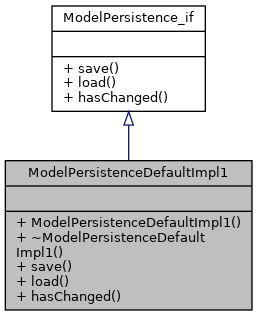 ModelPersistence_if
+ save()
+ load()
+ hasChanged()
ModelPersistenceDefaultImpl1
+ ModelPersistenceDefaultImpl1()
+ ~ModelPersistenceDefault
Impl1()
+ save()
+ load()
+ hasChanged()